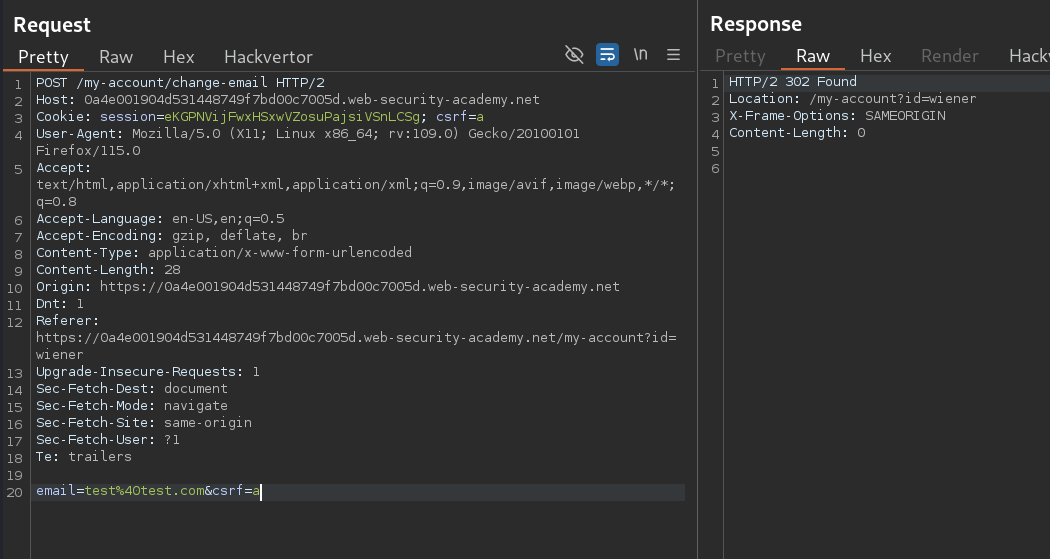 Request
Pretty Raw Hex Hackvertor \n
1 POST /my-account/change-email HTTP/2
2 Host: 0a4e001904d531448749f7bd00c7005d.web-security-academy.net
3 Cookie: session=eKGPNVijFwxHSxwVZosuPajsiVSnLCSg; csrf=a
4 User-Agent: Mozilla/5.0 (X11; Linux x86_64; rv:109.0) Gecko/20100101
Firefox/115.0
5 Accept:
text/html,application/xhtml+xml,application/xml;q=0.9,image/avif,image/webp,*/*;
q=0.8
6 Accept-Language: en-US,en;q=0.5
7 Accept-Encoding: gzip, deflate, br
8 Content-Type: application/x-www-form-urlencoded
9 Content-Length: 28
10 Origin: https://0a4e001904d531448749f7bd00c7005d.web-security-academy.net
11 Dnt: 1
12 Referer:
https://0a4e001904d531448749f7bd00c7005d.web-security-academy.net/my-account?id=
wiener
13 Upgrade-Insecure-Requests: 1
14 Sec-Fetch-Dest: document
15 Sec-Fetch-Mode: navigate
16 Sec-Fetch-Site: same-origin
17 Sec-Fetch-User: ?1
18 Te: trailers
19
20 email=test%40test.com&csrf=a
Response
Pretty Raw Hex Render Hackv
1 HTTP/2 302 Found
2 Location: /my-account?id=wiener
3 X-Frame-Options: SAMEORIGIN
4 Content-Length: 0
5
6